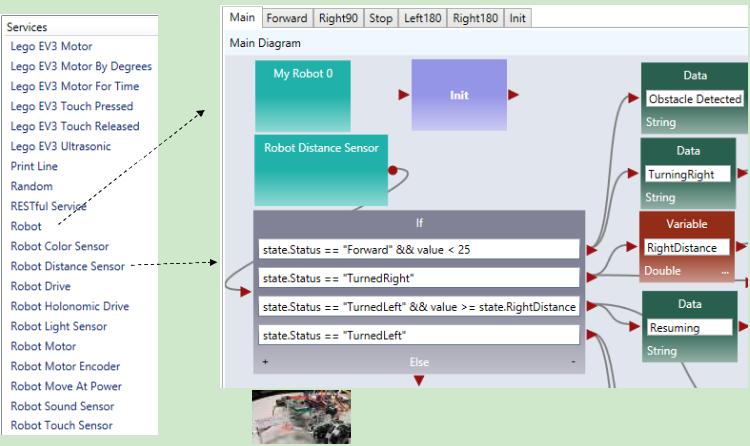 Services
Lego EV3 Motor
Lego EV3 Motor By Degrees
Lego EV3 Motor For Time
Lego EV3 Touch Pressed
Lego EV3 Touch Released
Lego EV3 Ultrasonic
Print Line
Random
RESTful Service
Robot
Robot Color Sensor
Robot Distance Sensor
Robot Drive
Robot Holonomic Drive
Robot Light Sensor
Robot Motor
Robot Motor Encoder
Robot Move At Power
Robot Sound Sensor
Robot Touch Sensor
Main Forward Right90 Stop Left180 Right180 Init
Main Diagram
My Robot 0
Init
Robot Distance Sensor
If
state.Status == "Forward" && value < 25
state.Status == "TurnedRight"
state.Status == "TurnedLeft" && value >= state.RightDistance
state.Status == "TurnedLeft"
+ Else -
Data
Obstacle Detected
String
Data
TurningRight
String
Variable
RightDistance
Double ...
Data
Resuming
String